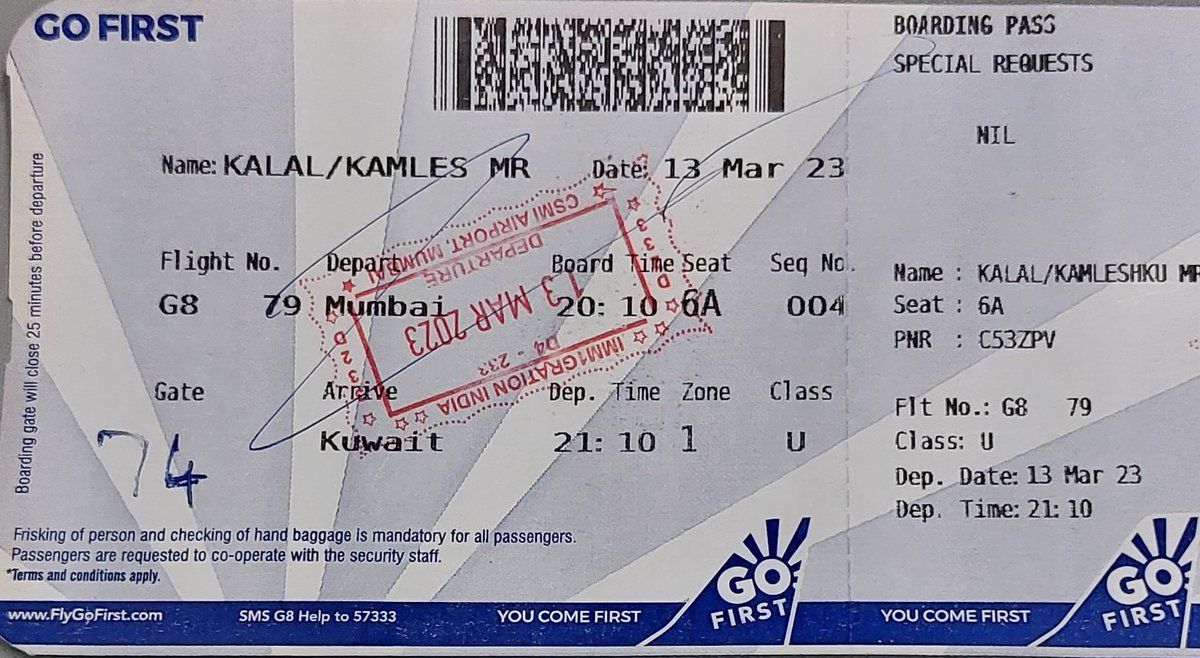 GO FIRST
Name: KALAL/KAMLES MR Date: 13 Mar 23
Flight No. Depart Board Time Seat Seq No.
G8 79 Mumbai 20:10 6A 004
Gate Arrive Dep. Time Zone Class
74 Kuwait 21:10 1 U
IMMIGRATION INDIA
D4 - 232
13 MAR 2023
DEPARTURE
CSMI AIRPORT, MUMBAI
Boarding gate will close 25 minutes before departure
Frisking of person and checking of hand baggage is mandatory for all passengers.
Passengers are requested to co-operate with the security staff.
*Terms and conditions apply.
www.FlyGoFirst.com SMS G8 Help to 57333 YOU COME FIRST
GO
FIRST
BOARDING PASS
SPECIAL REQUESTS
NIL
Name : KALAL/KAMLESHKU MR
Seat : 6A
PNR : C53ZPV
Flt No.: G8 79
Class: U
Dep. Date: 13 Mar 23
Dep. Time: 21:10
YOU COME FIRST
GO
FIRST